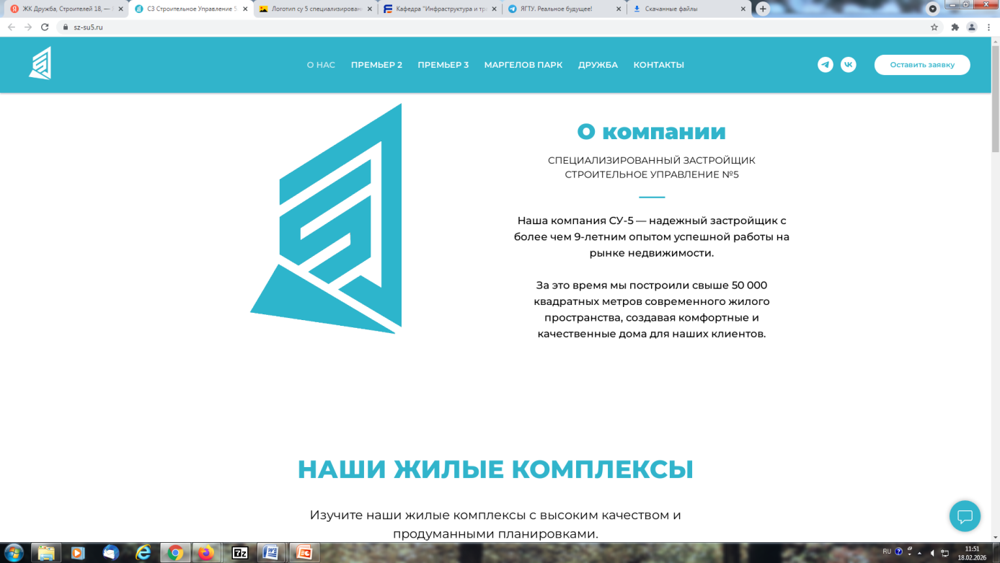 ЖК Дружба, Строителей 18, — Я
СЗ Строительное Управление 5
Логотип су 5 специализирован
Кафедра "Инфраструктура и тр
ЯГТУ. Реальное будущее!
Скачанные файлы
sz-su5.ru
О НАС
ПРЕМЬЕР 2
ПРЕМЬЕР 3
МАРГЕЛОВ ПАРК
ДРУЖБА
КОНТАКТЫ
Оставить заявку
О компании
СПЕЦИАЛИЗИРОВАННЫЙ ЗАСТРОЙЩИК
СТРОИТЕЛЬНОЕ УПРАВЛЕНИЕ №5
Наша компания СУ-5 — надежный застройщик с
более чем 9-летним опытом успешной работы на
рынке недвижимости.
За это время мы построили свыше 50 000
квадратных метров современного жилого
пространства, создавая комфортные и
качественные дома для наших клиентов.
НАШИ ЖИЛЫЕ КОМПЛЕКСЫ
Изучите наши жилые комплексы с высоким качеством и
продуманными планировками.
7z
RU
11:51
18.02.2026